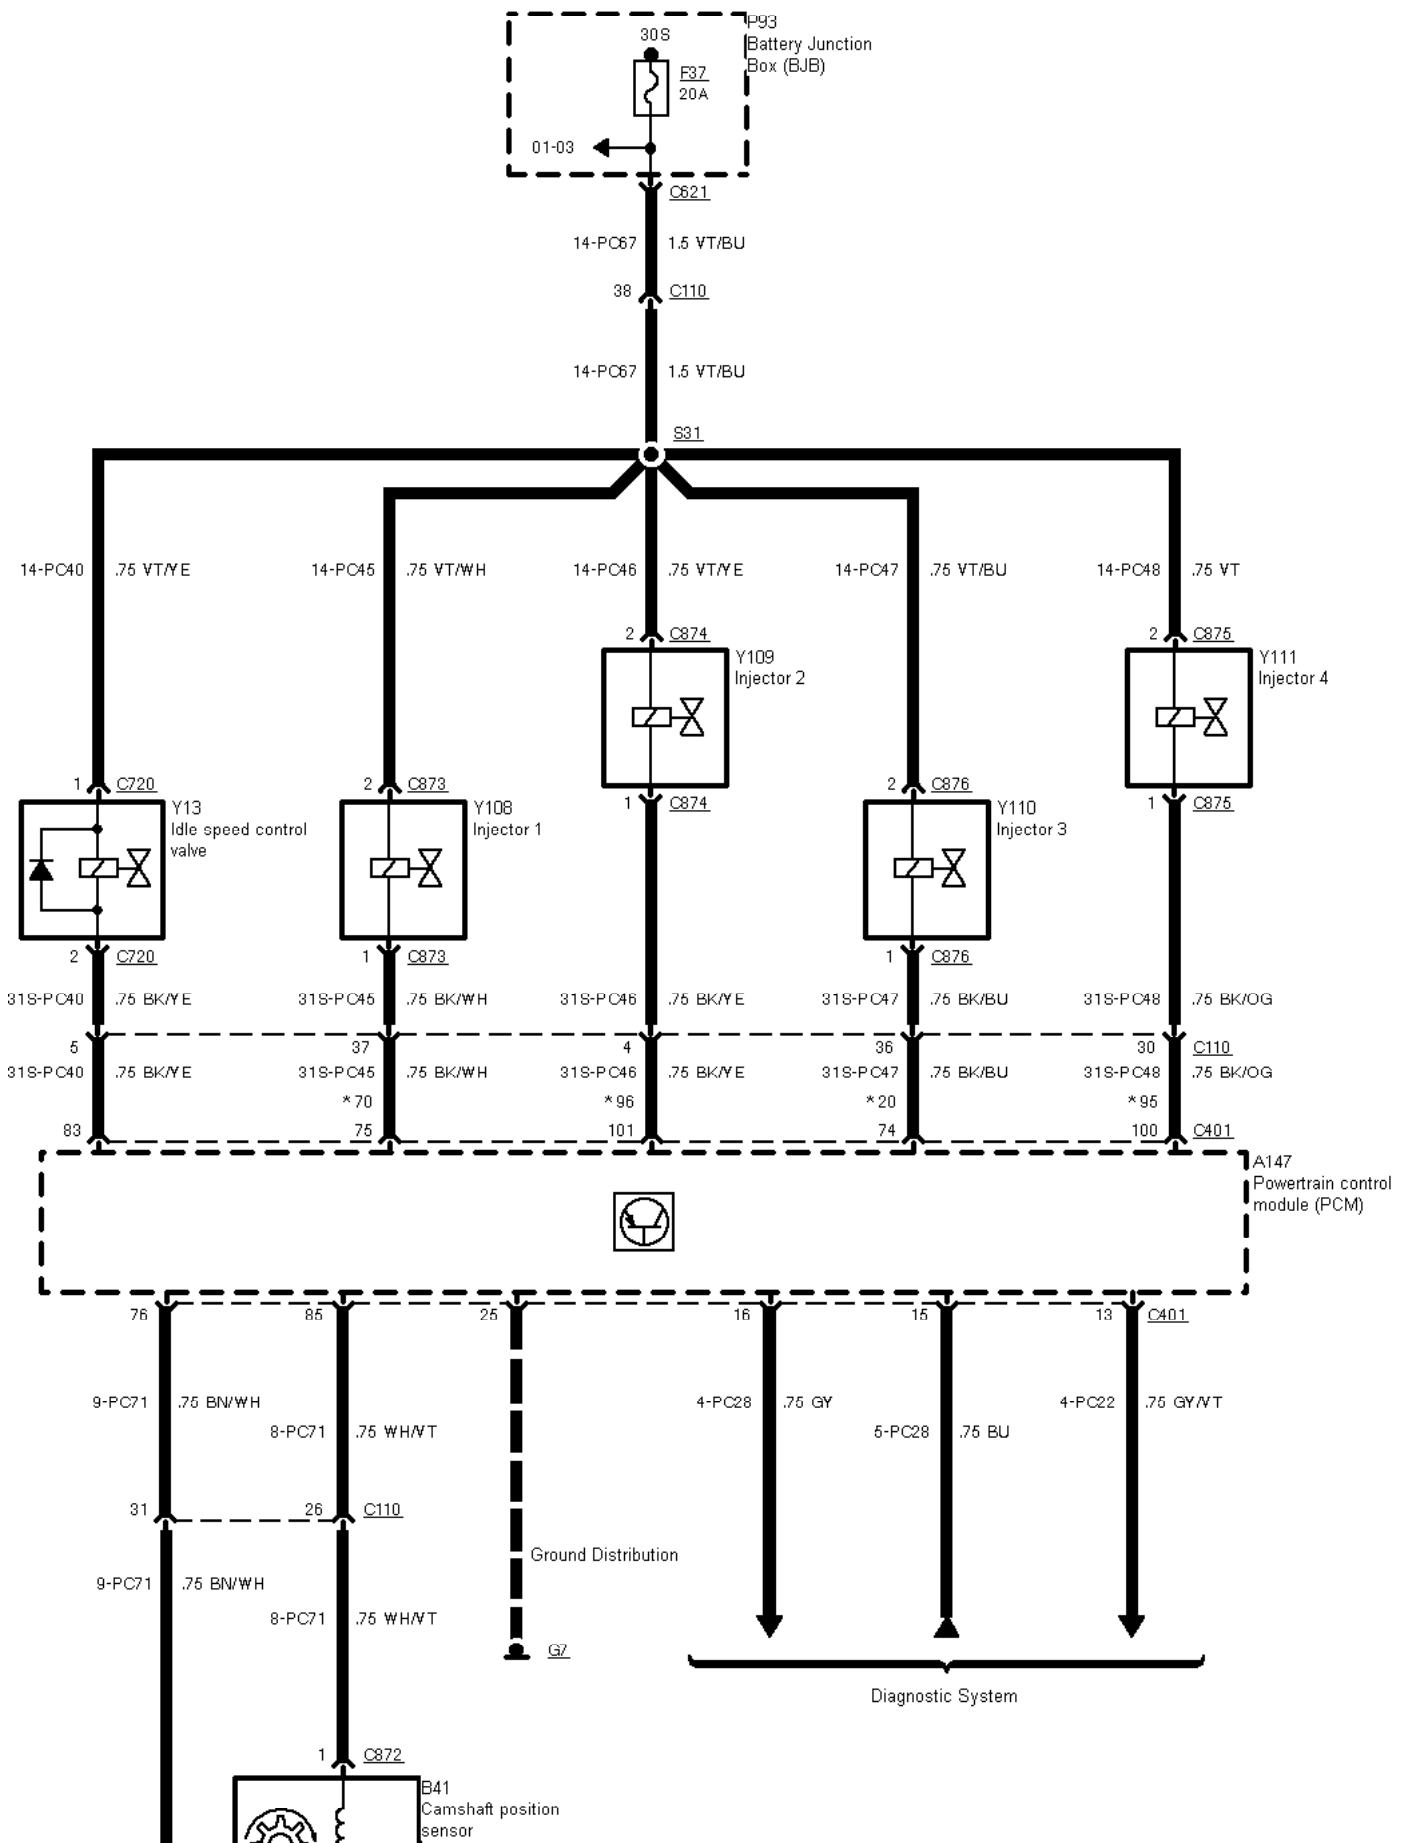 P93
Battery Junction
Box (BJB)
30S
F37
20A
01-03
C621
14-PC67 1.5 VT/BU
38 C110
14-PC67 1.5 VT/BU
S31
14-PC40 .75 VT/YE 14-PC45 .75 VT/WH 14-PC46 .75 VT/YE 14-PC47 .75 VT/BU 14-PC48 .75 VT
2 C874 2 C875
Y109
Injector 2
Y111
Injector 4
1 C720 2 C873 1 C874 2 C876 1 C875
Y13
Idle speed control
valve
Y108
Injector 1
Y110
Injector 3
2 C720 1 C873 1 C876
31S-PC40 .75 BK/YE 31S-PC45 .75 BK/WH 31S-PC46 .75 BK/YE 31S-PC47 .75 BK/BU 31S-PC48 .75 BK/OG
5 37 4 36 30 C110
31S-PC40 .75 BK/YE 31S-PC45 .75 BK/WH 31S-PC46 .75 BK/YE 31S-PC47 .75 BK/BU 31S-PC48 .75 BK/OG
*70 *96 *20 *95
83 75 101 74 100 C401
A147
Powertrain control
module (PCM)
76 85 25 16 15 13 C401
9-PC71 .75 BN/WH 4-PC28 .75 GY 4-PC22 .75 GY/VT
8-PC71 .75 WH/VT 5-PC28 .75 BU
31 26 C110
Ground Distribution
9-PC71 .75 BN/WH
8-PC71 .75 WH/VT
G7
Diagnostic System
1 C872
B41
Camshaft position
sensor